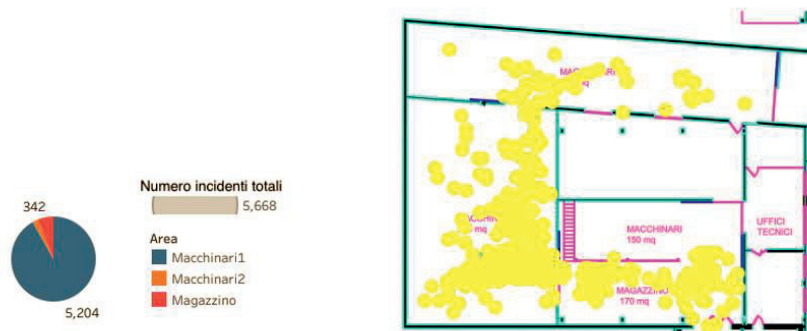 342
5,204
Numero incidenti totali
5,668
Area
Macchinari1
Macchinari2
Magazzino
MACCHINARI
150 mq
MAGAZZINO
170 mq
UFFICI
TECNICI